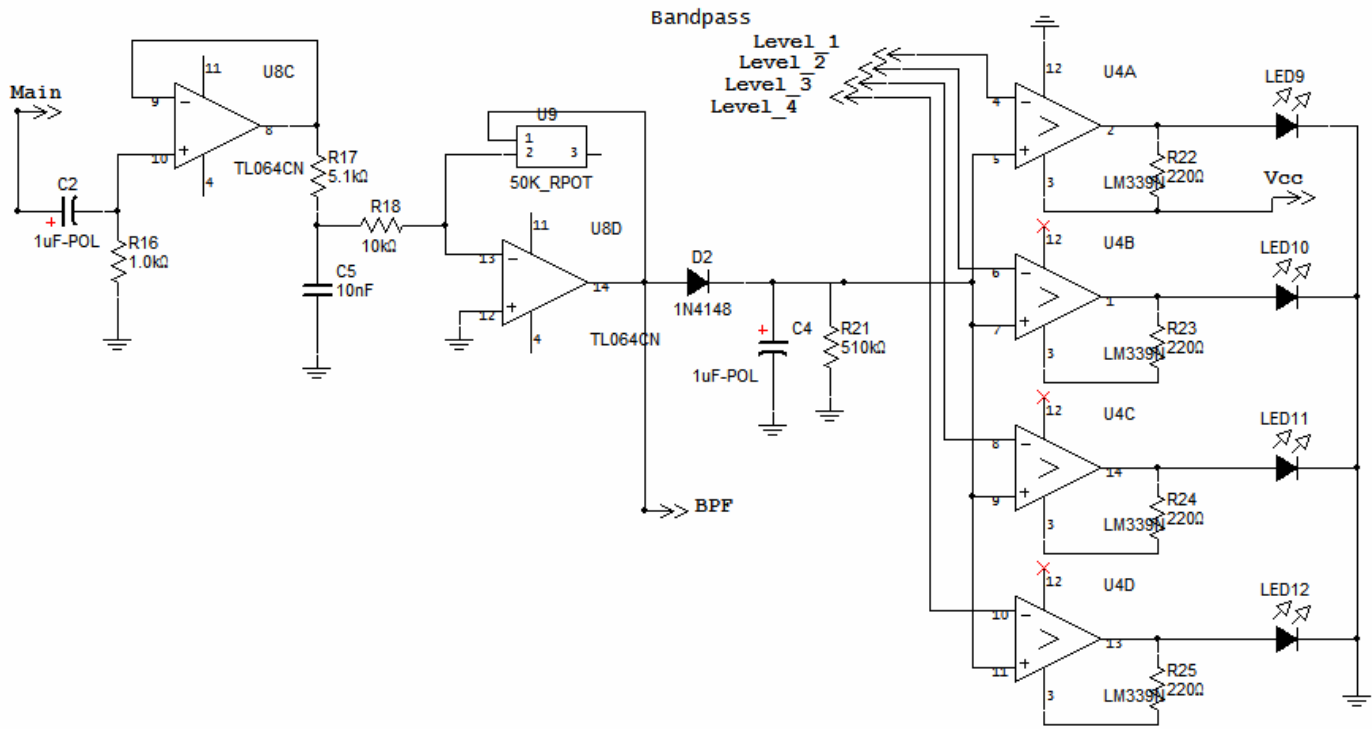 Bandpass
Level_1
Level_2
Level_3
Level_4
Main
C2
+
1uF-POL
R16
1.0kΩ
U8C
11
9
−
+
10
8
4
TL064CN
R17
5.1kΩ
R18
10kΩ
C5
10nF
U9
1
2
3
50K_RPOT
U8D
11
13
−
+
12
14
4
TL064CN
D2
1N4148
+
C4
1uF-POL
R21
510kΩ
BPF
U4A
12
4
−
>
+
5
2
3
LM339N
R22
220Ω
Vcc
LED9
U4B
12
6
−
>
+
7
1
3
LM339N
R23
220Ω
LED10
U4C
12
8
−
>
+
9
14
3
LM339N
R24
220Ω
LED11
U4D
12
10
−
>
+
11
13
3
LM339N
R25
220Ω
LED12